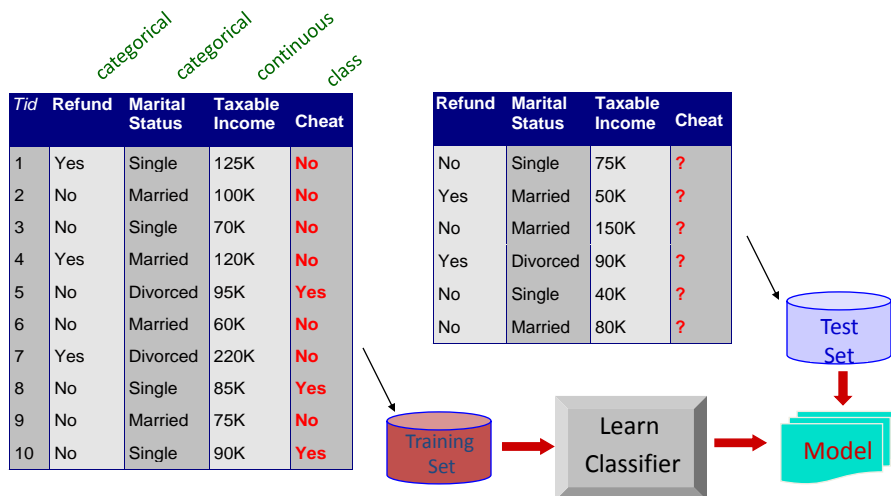 categorical categorical continuous class
Tid Refund Marital Status Taxable Income Cheat
1 Yes Single 125K No
2 No Married 100K No
3 No Single 70K No
4 Yes Married 120K No
5 No Divorced 95K Yes
6 No Married 60K No
7 Yes Divorced 220K No
8 No Single 85K Yes
9 No Married 75K No
10 No Single 90K Yes
Refund Marital Status Taxable Income Cheat
No Single 75K ?
Yes Married 50K ?
No Married 150K ?
Yes Divorced 90K ?
No Single 40K ?
No Married 80K ?
Test
Set
Training
Set
Learn
Classifier
Model